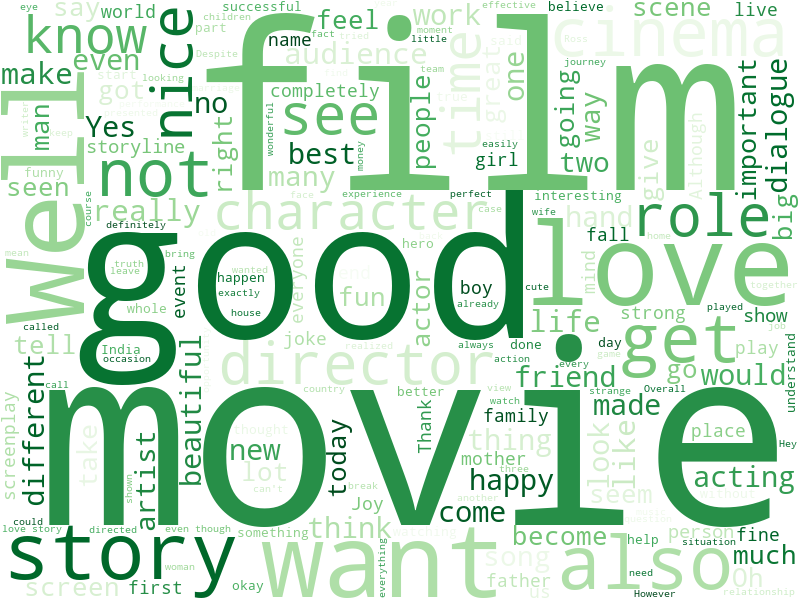 say
world
successful
children
eye
part
know
even
nice
name
fact
tried
moment
little
effective
feel
work
scene
live
believe
cinema
film
audience
make
got
no
see
completely
people
time
great
one
journey
going
way
man
Yes
storyline
right
best
many
girl
two
important
dialogue
give
Although
funny
seen
well
not
wonderful
money
easily
team
Despite
looking
start
course
really
definitely
character
experience
face
perfect
case
interesting
wife
hand
role
big
home
mean
truth
leave
bring
event
good
happen
wanted
exactly
house
everyone
hero
actor
fun
end
boy
already
cute
love
fall
mind
together
strong
played
show
called
whole
tell
India
occasion
joke
realized
always
done
life
day
get
play
job
game
every
action
go
understand
different
beautiful
director
country
better
view
watch
friend
strange
Overall
would
call
screenplay
take
movie
new
thought
lot
can't
today
Thank
family
thing
mother
three
made
place
Hey
artist
shown
break
another
happy
come
look
like
seem
acting
without
could
love story
directed
even though
something
think
watching
become
person
situation
fine
much
story
want
song
also
help
Oh
screen
first
woman
okay
everything
father
us
need
However
relationship